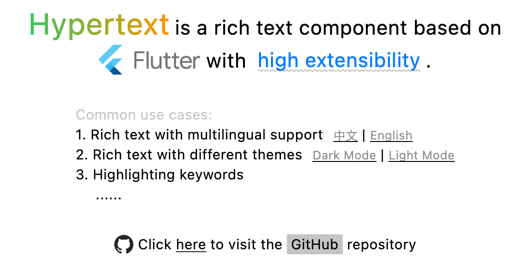 Hypertext is a rich text component based on
Flutter with high extensibility .
Common use cases:
1. Rich text with multilingual support 中文 | English
2. Rich text with different themes Dark Mode | Light Mode
3. Highlighting keywords
......
Click here to visit the GitHub repository